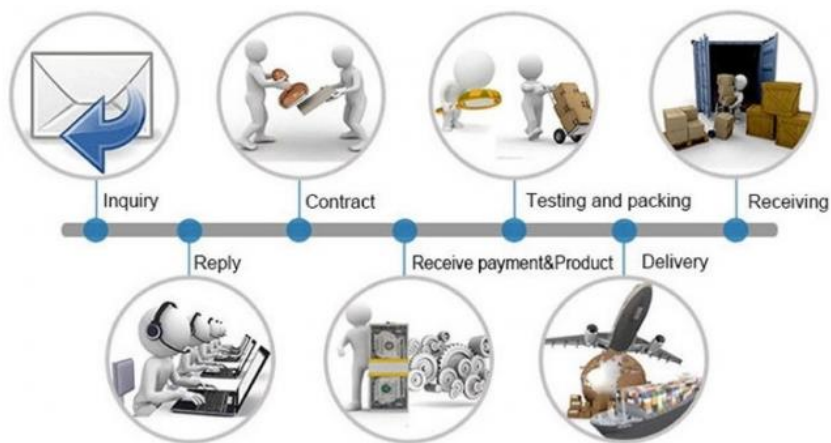 Inquiry
Contract
Testing and packing
Receiving
Reply
Receive payment&Product
Delivery